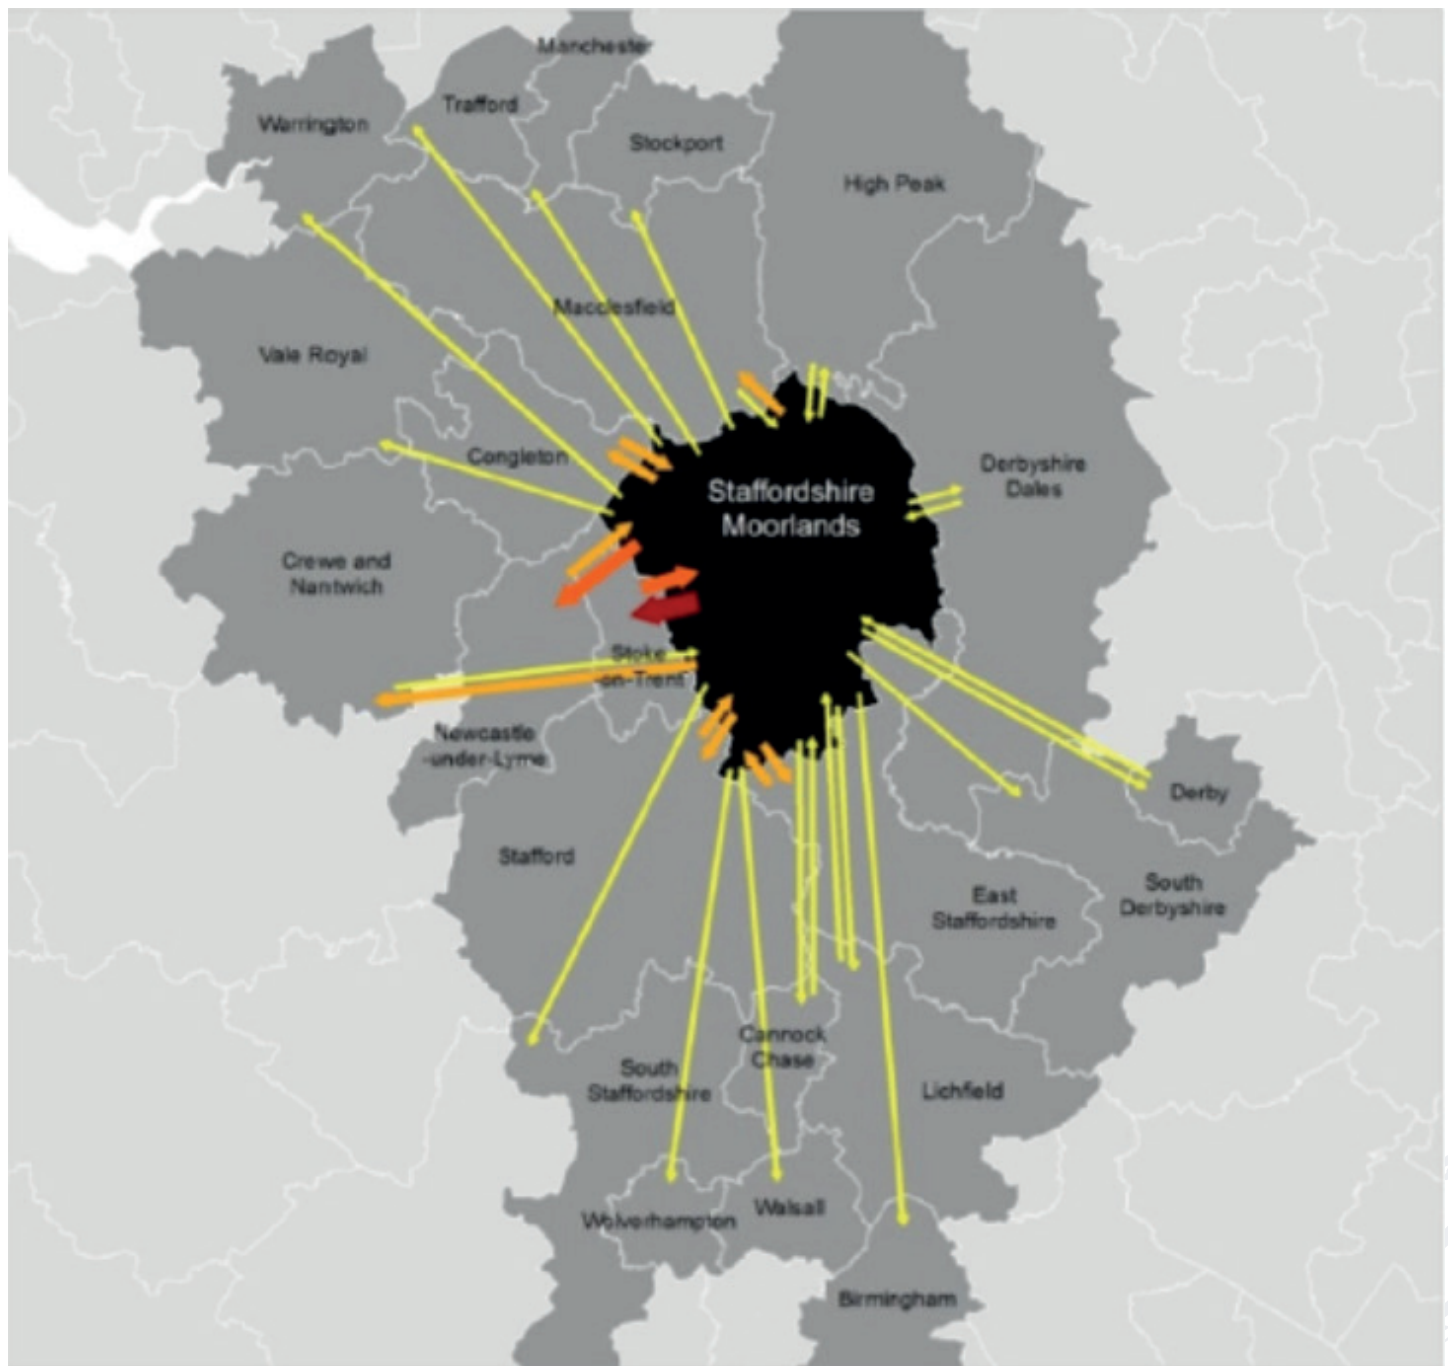 Manchester
Trafford
Warrington
Stockport
High Peak
Macclesfield
Vale Royal
Congleton
Derbyshire
Dales
Staffordshire
Moorlands
Crewe and
Nantwich
Stoke
-on-Trent
Newcastle
-under-Lyme
Derby
Stafford
East
Staffordshire
South
Derbyshire
Cannock
Chase
South
Staffordshire
Lichfield
Walsall
Wolverhampton
Birmingham